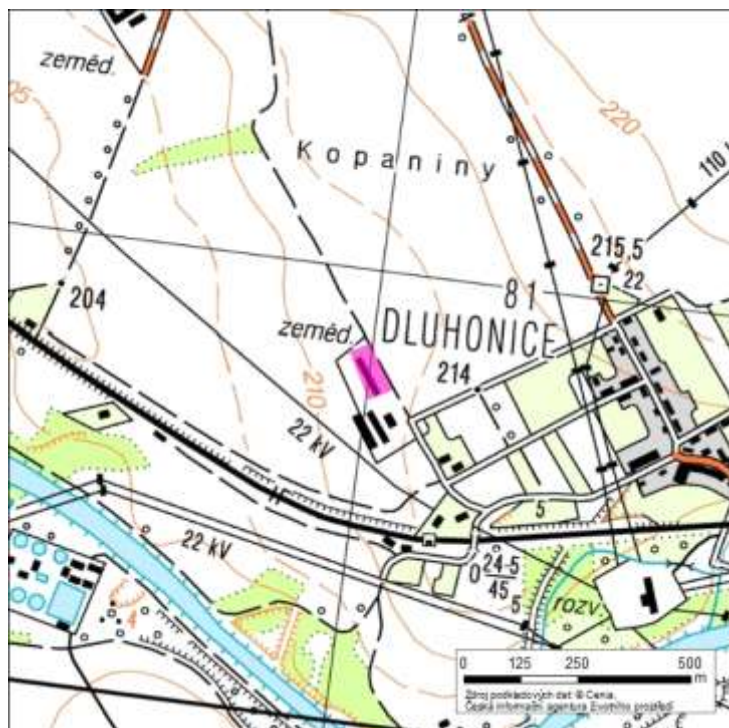 zeměd.
05
220
Kopaniny
110
215,5
22
204
81
zeměd.
DLUHONICE
214
210
22 kV
5
22 kV
0 24-5
45
5
rozv.
4
0 125 250 500
m
Zdroj podkladových dat © Cenia,
Česká informační agentura životního prostředí